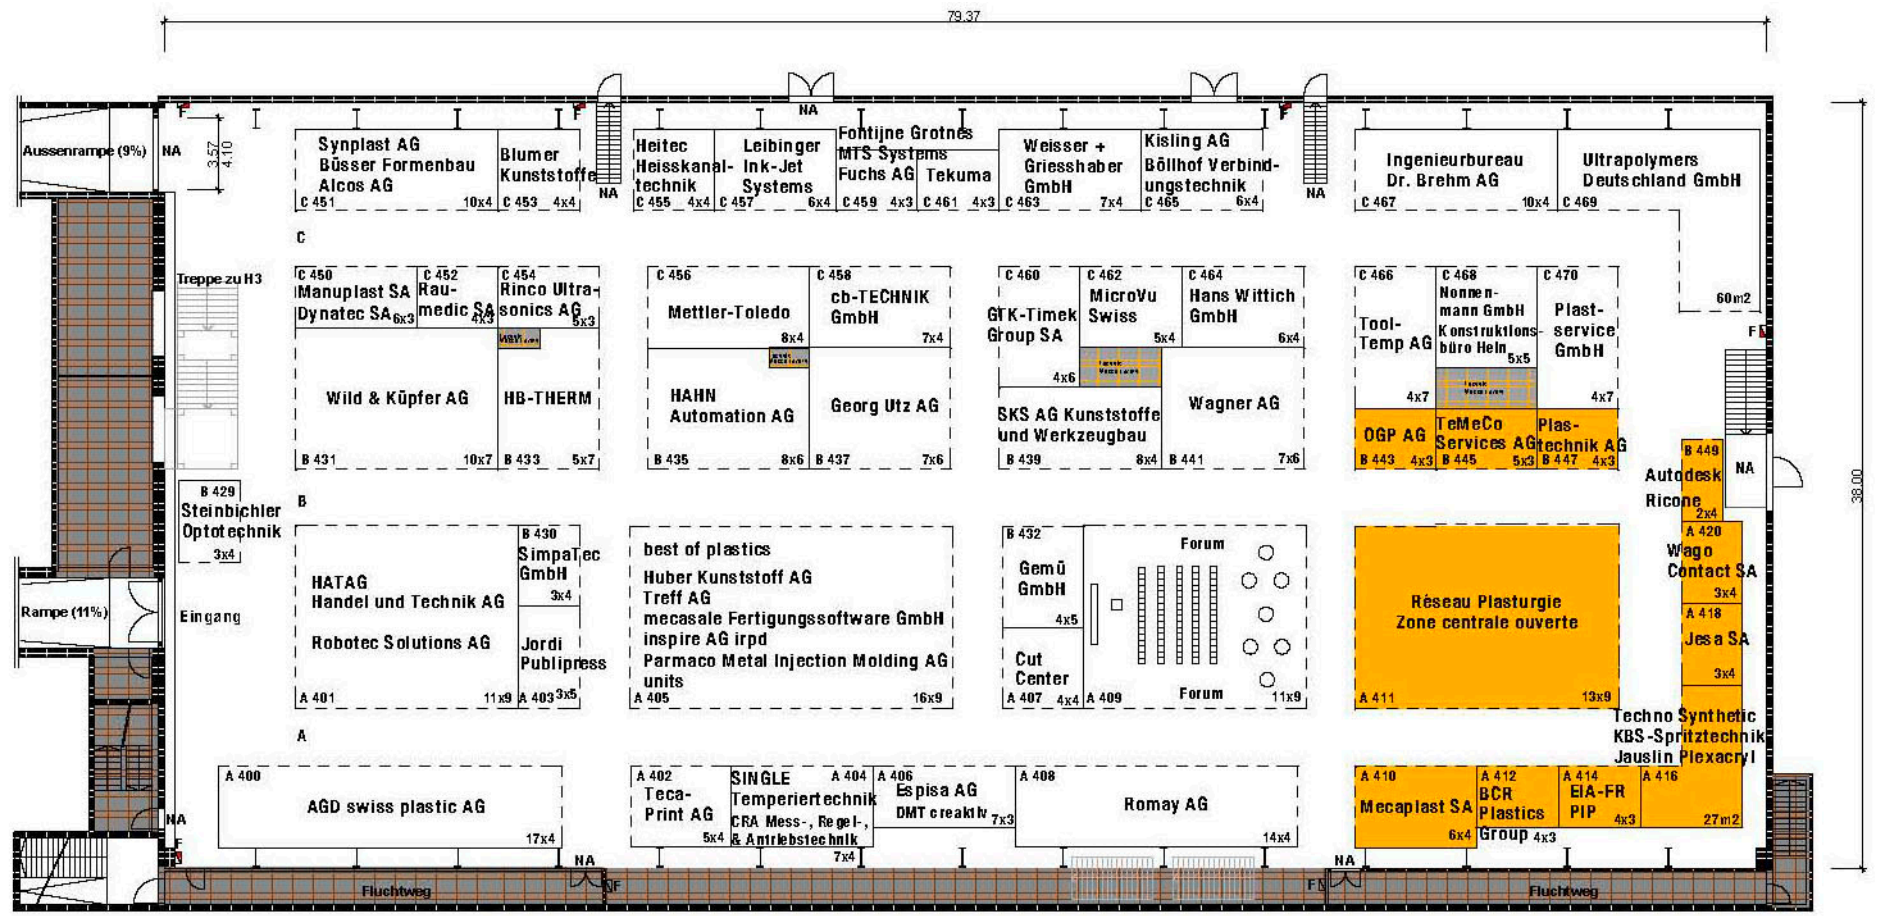 79.37
Aussenrampe (9%)
NA
3.57
4.10
F
Synplast AG
Büsser Formenbau
Alcos AG
C 451
10x4
Blumer
Kunststoffe
C 453
4x4
F
NA
NA
Heitec
Heisskanal-
technik
C 455
4x4
Leibinger
Ink-Jet
Systems
C 457
6x4
Fontijne Grotnes
MTS Systems
Fuchs AG
C 459
4x3
Tekuma
C 461
4x3
Weisser +
Griesshaber
GmbH
C 463
7x4
Kisling AG
Böllhof Verbind-
ungstechnik
C 465
6x4
F
NA
Ingenieurbureau
Dr. Brehm AG
C 467
10x4
Ultrapolymers
Deutschland GmbH
C 469
60m2
C
Treppe zu H3
C 450
Manuplast SA
Dynatec SA
6x3
C 452
Rau-
medic SA
4x3
C 454
Rinco Ultra-
sonics AG
5x3
C 456
Mettler-Toledo
8x4
C 458
cb-TECHNIK
GmbH
7x4
C 460
GTK-Timek
Group SA
4x6
C 462
MicroVu
Swiss
5x4
C 464
Hans Wittich
GmbH
6x4
C 466
Tool-
Temp AG
4x7
C 468
Nonnen-
mann GmbH
Konstruktions-
büro Hein
5x5
C 470
Plast-
service
GmbH
4x7
F
Wild & Küpfer AG
B 431
10x7
HB-THERM
B 433
5x7
HAHN
Automation AG
B 435
8x6
Georg Utz AG
B 437
7x6
SKS AG Kunststoffe
und Werkzeugbau
B 439
8x4
Wagner AG
B 441
7x6
OGP AG
B 443
4x3
TeMeCo
Services AG
B 445
5x3
Plas-
technik AG
B 447
4x3
B 449
Autodesk
Ricone
2x4
NA
38.00
B 429
Steinbichler
Optotechnik
3x4
B
Rampe (11%)
Eingang
HATAG
Handel und Technik AG
Robotec Solutions AG
A 401
11x9
B 430
SimpaTec
GmbH
3x4
Jordi
Publipress
A 403
3x5
best of plastics
Huber Kunststoff AG
Treff AG
mecasale Fertigungssoftware GmbH
inspire AG irpd
Parmaco Metal Injection Molding AG
units
A 405
16x9
B 432
Gemü
GmbH
4x5
Cut
Center
A 407
4x4
Forum
Forum
A 409
11x9
Réseau Plasturgie
Zone centrale ouverte
A 411
13x9
A 420
Wago
Contact SA
3x4
A 418
Jesa SA
3x4
Techno Synthetic
KBS-Spritztechnik
Jauslin Plexacryl
A 416
27m2
A
A 400
AGD swiss plastic AG
17x4
A 402
Teca-
Print AG
5x4
SINGLE
A 404
Temperiertechnik
CRA Mess-, Regel-,
& Antriebstechnik
7x4
A 406
Espisa AG
DMT creaktiv
7x3
A 408
Romay AG
14x4
A 410
Mecaplast SA
6x4
A 412
BCR
Plastics
Group
4x3
A 414
EIA-FR
PIP
4x3
NA
F
NA
NA
Fluchtweg
F
F
Fluchtweg